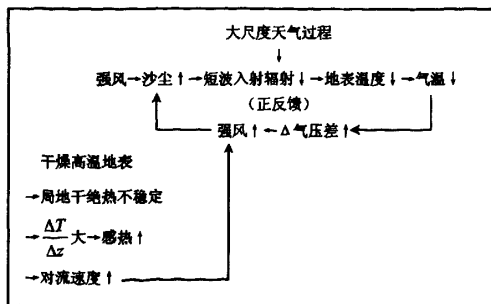 大尺度天气过程
↓
强风→沙尘↑→短波入射辐射↓→地表温度↓→气温↓
(正反馈)
强风↑←Δ气压差↑
干燥高温地表
→局地干绝热不稳定
→ΔT/Δz大→感热↑
→对流速度↑